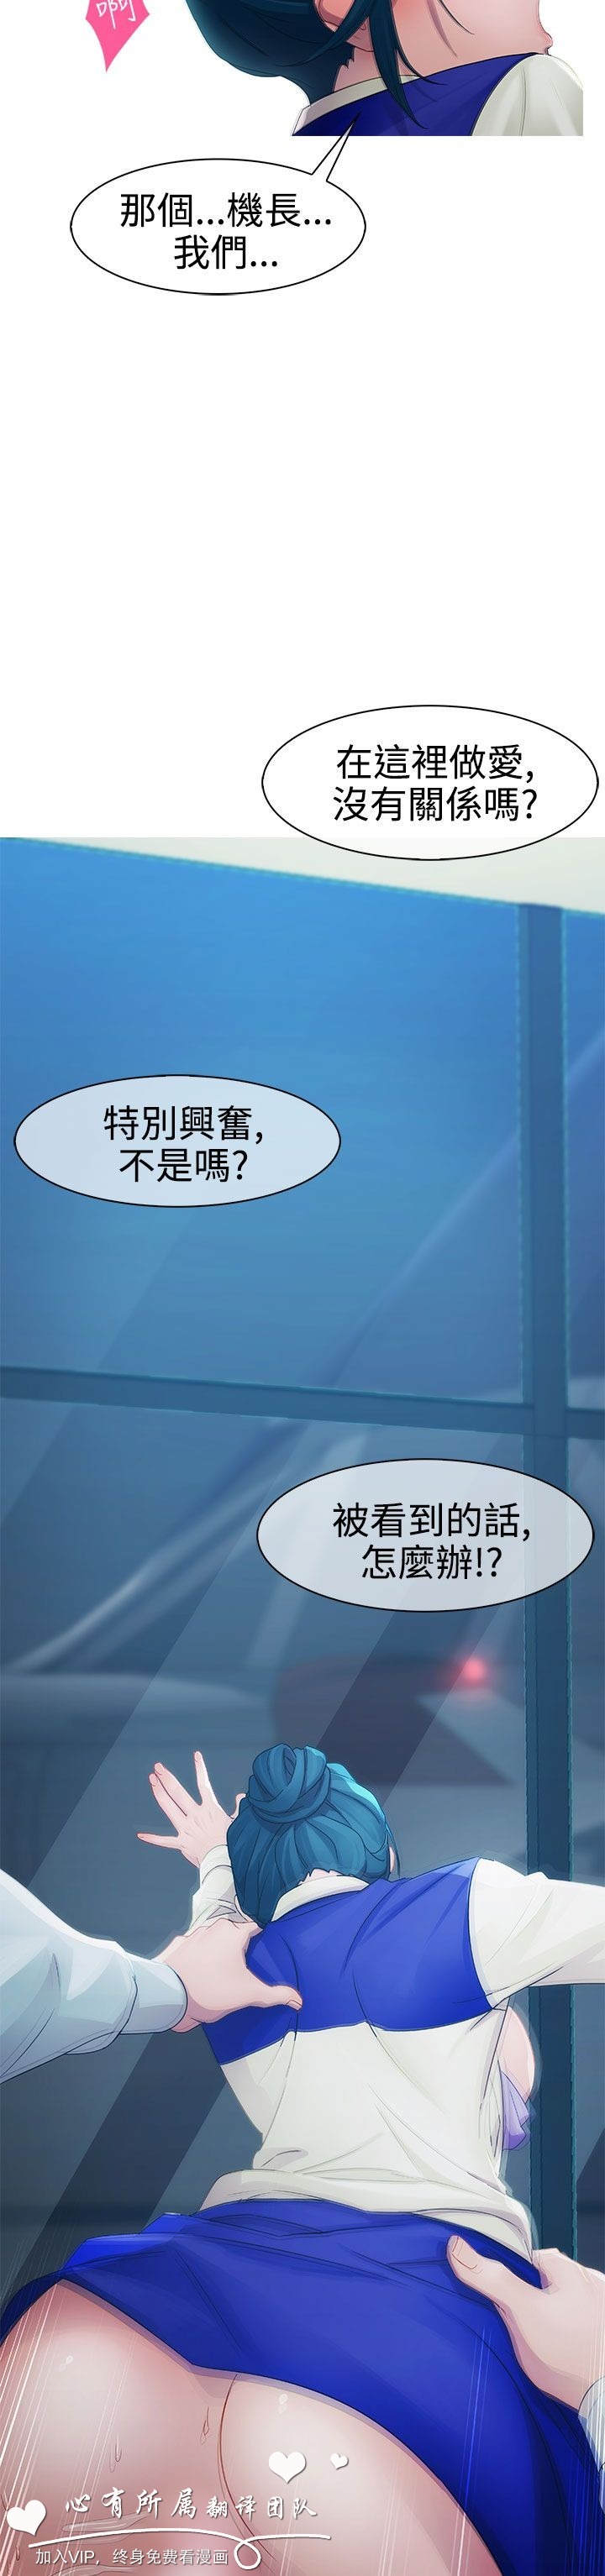 啊
那個...機長...
我們...
在這裡做愛,
沒有關係嗎?
特別興奮,
不是嗎?
被看到的話,
怎麼辦!?
心有所属翻译团队
加入VIP，终身免费看漫画